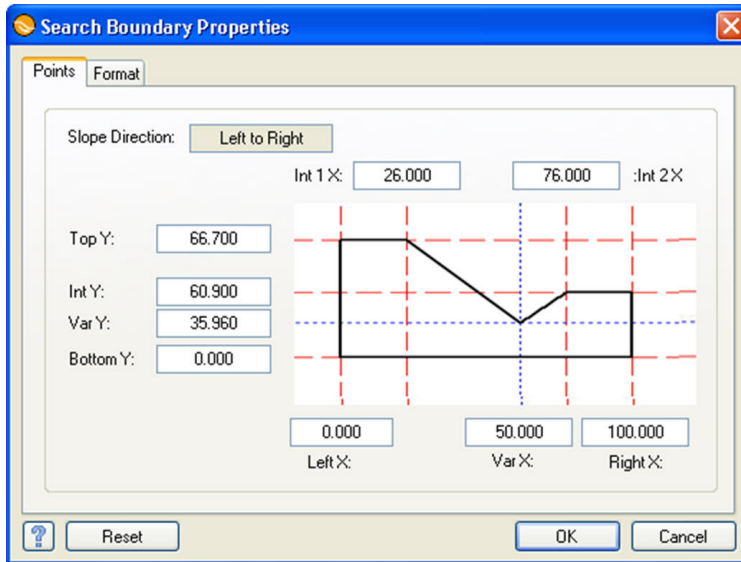 Search Boundary Properties
Points Format
Slope Direction: Left to Right
Int 1 X: 26.000 76.000 :Int 2 X
Top Y: 66.700
Int Y: 60.900
Var Y: 35.960
Bottom Y: 0.000
0.000 50.000 100.000
Left X: Var X: Right X:
? Reset OK Cancel